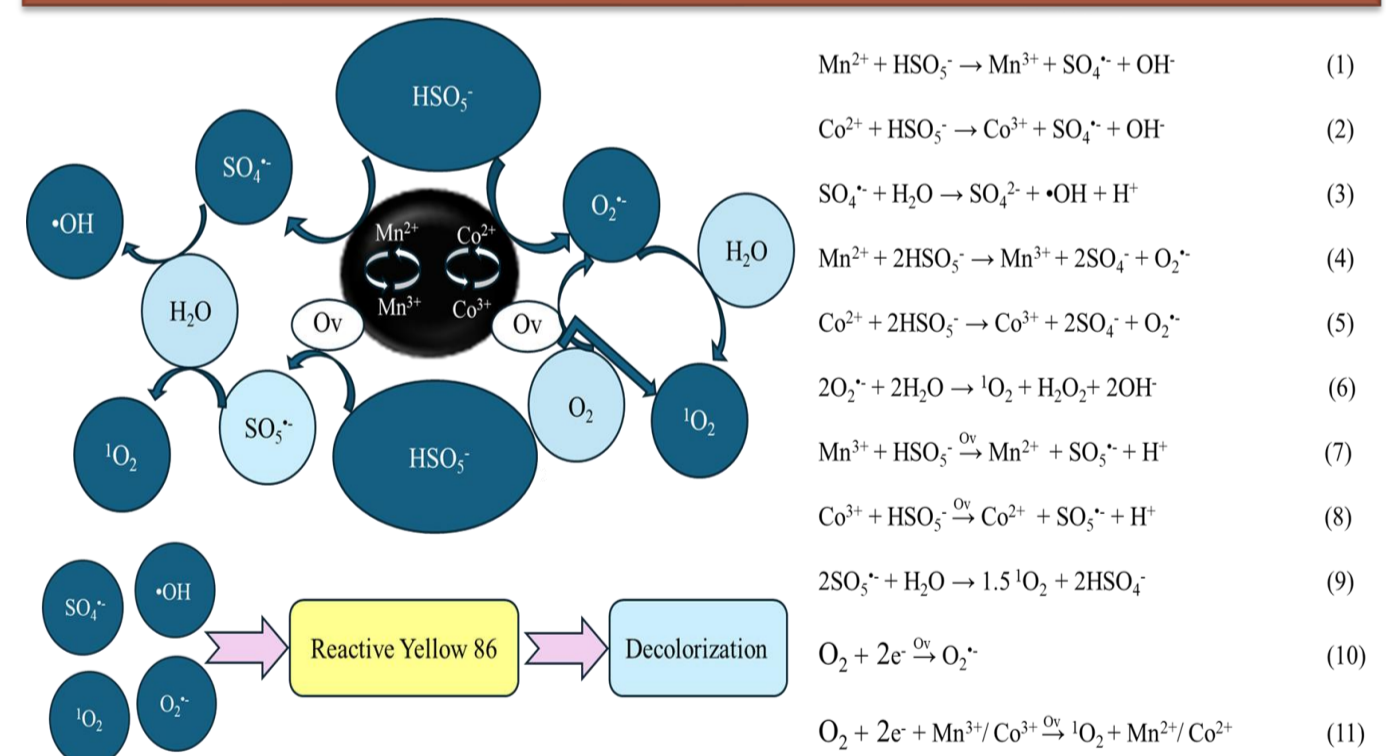 HSO₅⁻
SO₄•⁻
•OH
O₂•⁻
H₂O
Mn²⁺ Co²⁺
Mn³⁺ Co³⁺
H₂O
Ov
Ov
SO₅•⁻
¹O₂
HSO₅⁻
O₂
¹O₂
SO₄•⁻
•OH
¹O₂
O₂•⁻
Reactive Yellow 86
Decolorization
Mn²⁺ + HSO₅⁻ → Mn³⁺ + SO₄•⁻ + OH⁻ (1)
Co²⁺ + HSO₅⁻ → Co³⁺ + SO₄•⁻ + OH⁻ (2)
SO₄•⁻ + H₂O → SO₄²⁻ + •OH + H⁺ (3)
Mn²⁺ + 2HSO₅⁻ → Mn³⁺ + 2SO₄⁻ + O₂•⁻ (4)
Co²⁺ + 2HSO₅⁻ → Co³⁺ + 2SO₄⁻ + O₂•⁻ (5)
2O₂•⁻ + 2H₂O → ¹O₂ + H₂O₂+ 2OH⁻ (6)
Mn³⁺ + HSO₅⁻ Ov→ Mn²⁺ + SO₅•⁻ + H⁺ (7)
Co³⁺ + HSO₅⁻ Ov→ Co²⁺ + SO₅•⁻ + H⁺ (8)
2SO₅•⁻ + H₂O → 1.5 ¹O₂ + 2HSO₄⁻ (9)
O₂ + 2e⁻ Ov→ O₂•⁻ (10)
O₂ + 2e⁻ + Mn³⁺/ Co³⁺ Ov→ ¹O₂ + Mn²⁺/ Co²⁺ (11)